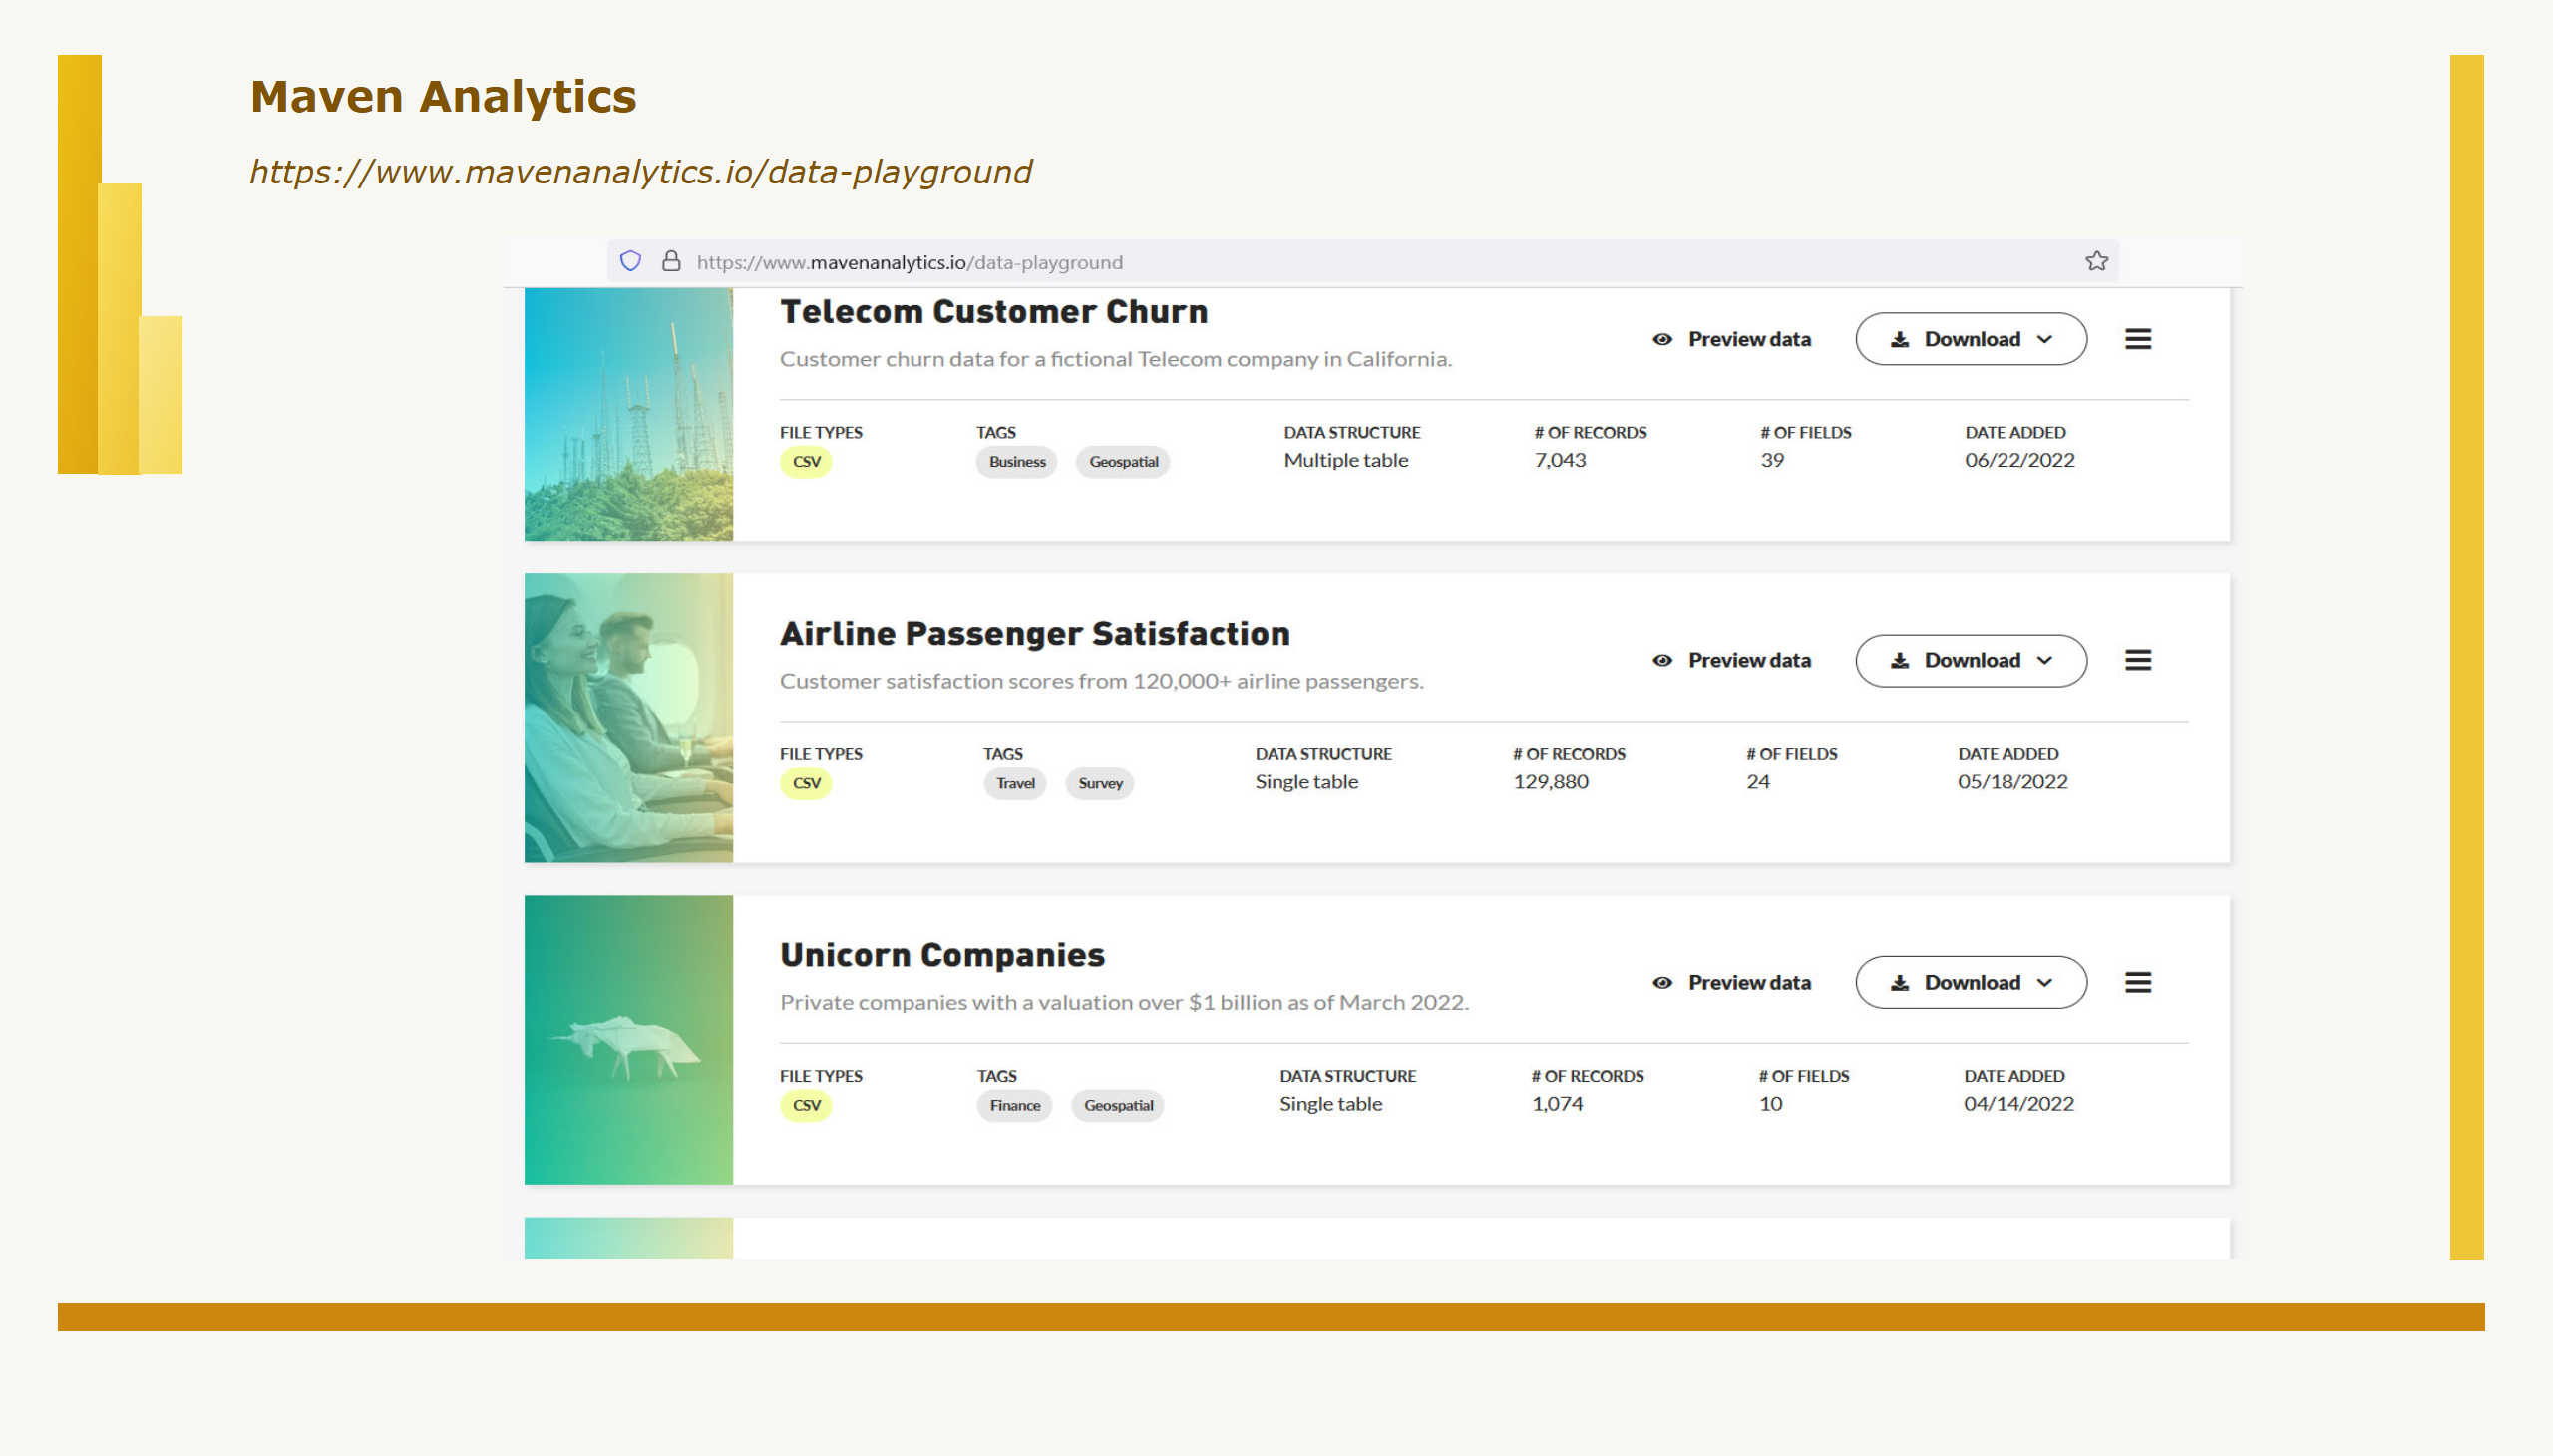 Maven Analytics
https://www.mavenanalytics.io/data-playground
https://www.mavenanalytics.io/data-playground
Telecom Customer Churn
Preview data Download
Customer churn data for a fictional Telecom company in California.
FILE TYPES TAGS DATA STRUCTURE # OF RECORDS # OF FIELDS DATE ADDED
CSV Business Geospatial Multiple table 7,043 39 06/22/2022
Airline Passenger Satisfaction
Preview data Download
Customer satisfaction scores from 120,000+ airline passengers.
FILE TYPES TAGS DATA STRUCTURE # OF RECORDS # OF FIELDS DATE ADDED
CSV Travel Survey Single table 129,880 24 05/18/2022
Unicorn Companies
Preview data Download
Private companies with a valuation over $1 billion as of March 2022.
FILE TYPES TAGS DATA STRUCTURE # OF RECORDS # OF FIELDS DATE ADDED
CSV Finance Geospatial Single table 1,074 10 04/14/2022